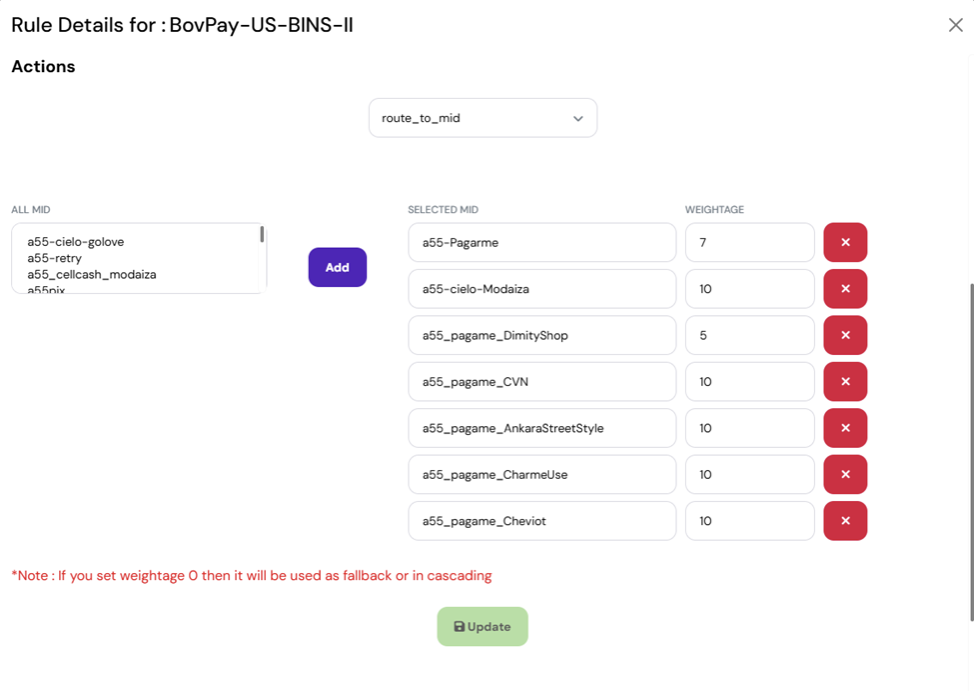 Rule Details for : BovPay-US-BINS-II
Actions
route_to_mid
ALL MID
a55-cielo-golove
a55-retry
a55_cellcash_modaiza
a55pix
Add
SELECTED MID WEIGHTAGE
a55-Pagarme 7
a55-cielo-Modaiza 10
a55_pagame_DimityShop 5
a55_pagame_CVN 10
a55_pagame_AnkaraStreetStyle 10
a55_pagame_CharmeUse 10
a55_pagame_Cheviot 10
*Note : If you set weightage 0 then it will be used as fallback or in cascading
Update